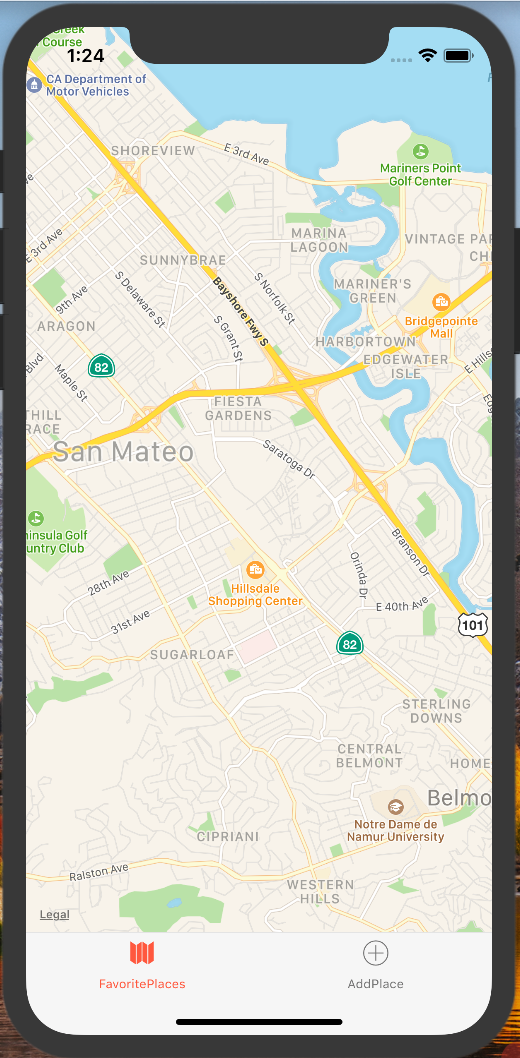 Creek
Course
1:24
CA Department of
Motor Vehicles
SHOREVIEW
E 3rd Ave
Mariners Point
Golf Center
MARINA
LAGOON
VINTAGE PAR
E 3rd Ave
SUNNYBRAE
MARINER'S
GREEN
9th Ave
S Delaware St
Bayshore Fwy S
S Norfolk St
Bridgepointe
Mall
ARAGON
S Grant St
HARBORTOWN
EDGEWATER
ISLE
E Hills
Blvd
Maple St
82
FIESTA
GARDENS
THILL
RACE
San Mateo
Saratoga Dr
ninsula Golf
untry Club
Branson Dr
Orinda Dr
Hillsdale
Shopping Center
28th Ave
E 40th Ave
31st Ave
101
82
SUGARLOAF
STERLING
DOWNS
CENTRAL
BELMONT
HOME
Belmo
Notre Dame de
Namur University
CIPRIANI
Ralston Ave
WESTERN
HILLS
Legal
FavoritePlaces
AddPlace